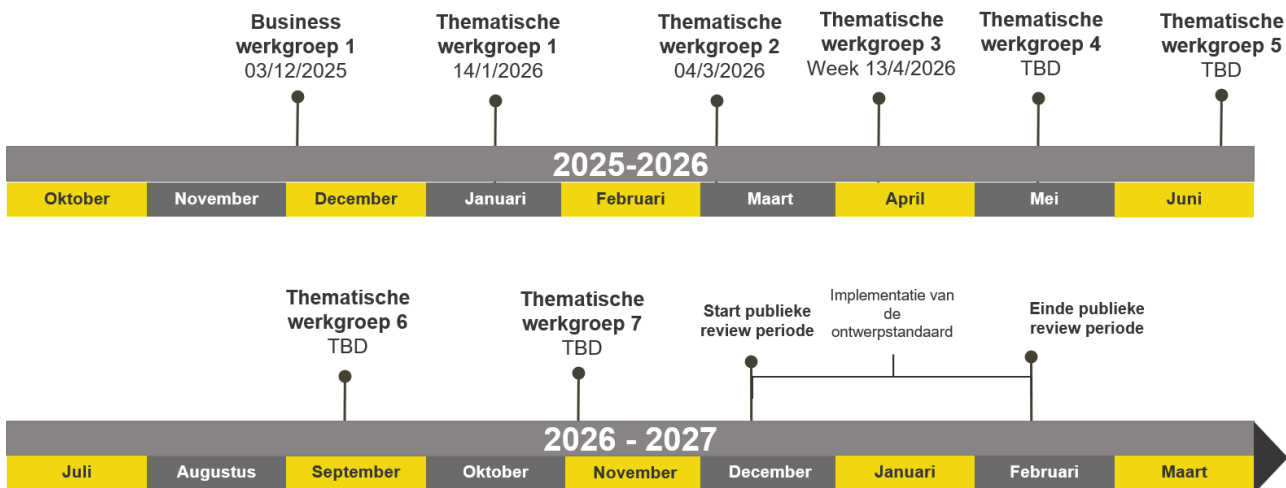 Business
werkgroep 1
03/12/2025
Thematische
werkgroep 1
14/1/2026
Thematische
werkgroep 2
04/3/2026
Thematische
werkgroep 3
Week 13/4/2026
Thematische
werkgroep 4
TBD
Thematische
werkgroep 5
TBD
2025-2026
Oktober
November
December
Januari
Februari
Maart
April
Mei
Juni
Thematische
werkgroep 6
TBD
Thematische
werkgroep 7
TBD
Start publieke
review periode
Implementatie van
de
ontwerpstandaard
Einde publieke
review periode
2026 - 2027
Juli
Augustus
September
Oktober
November
December
Januari
Februari
Maart